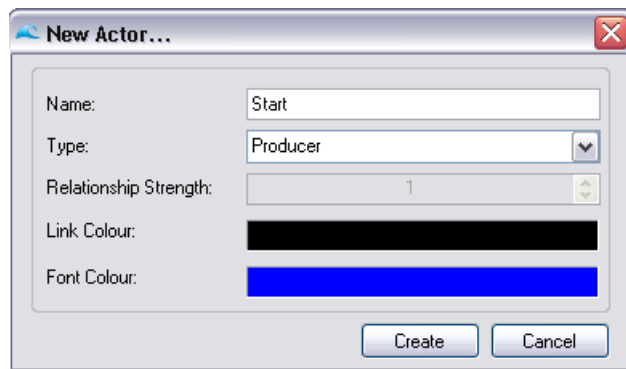 New Actor...
Name: Start
Type: Producer
Relationship Strength: 1
Link Colour:
Font Colour:
Create Cancel